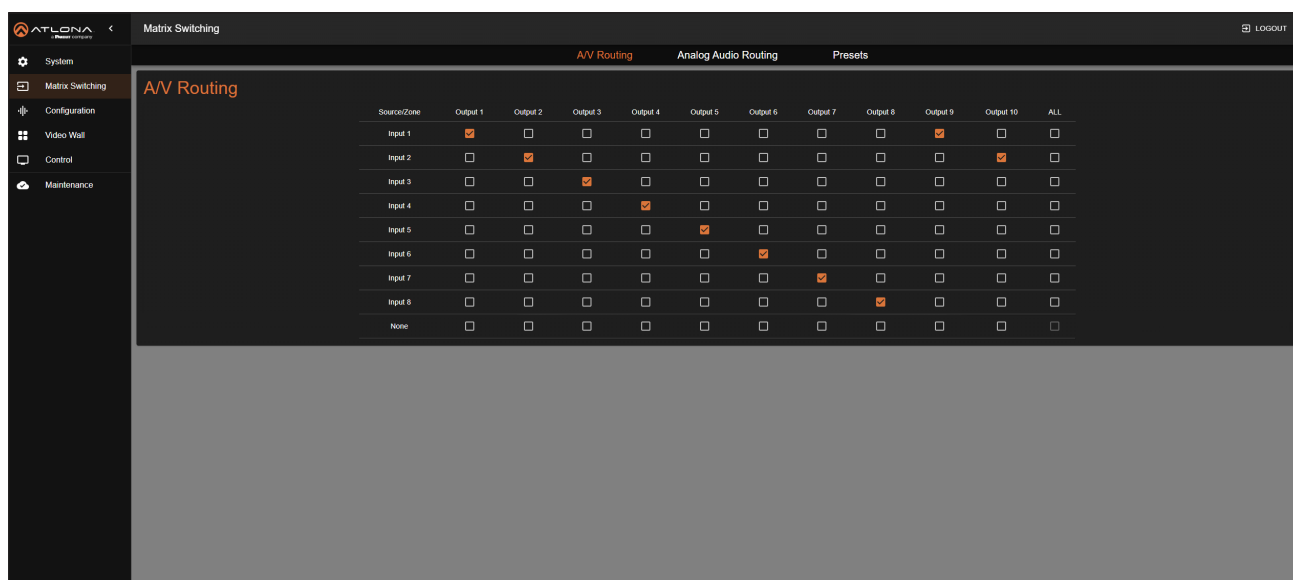 ATLONA
a Panduit company
Matrix Switching
LOGOUT
System
Matrix Switching
Configuration
Video Wall
Control
Maintenance
A/V Routing Analog Audio Routing Presets
A/V Routing
Source/Zone Output 1 Output 2 Output 3 Output 4 Output 5 Output 6 Output 7 Output 8 Output 9 Output 10 ALL
Input 1
Input 2
Input 3
Input 4
Input 5
Input 6
Input 7
Input 8
None